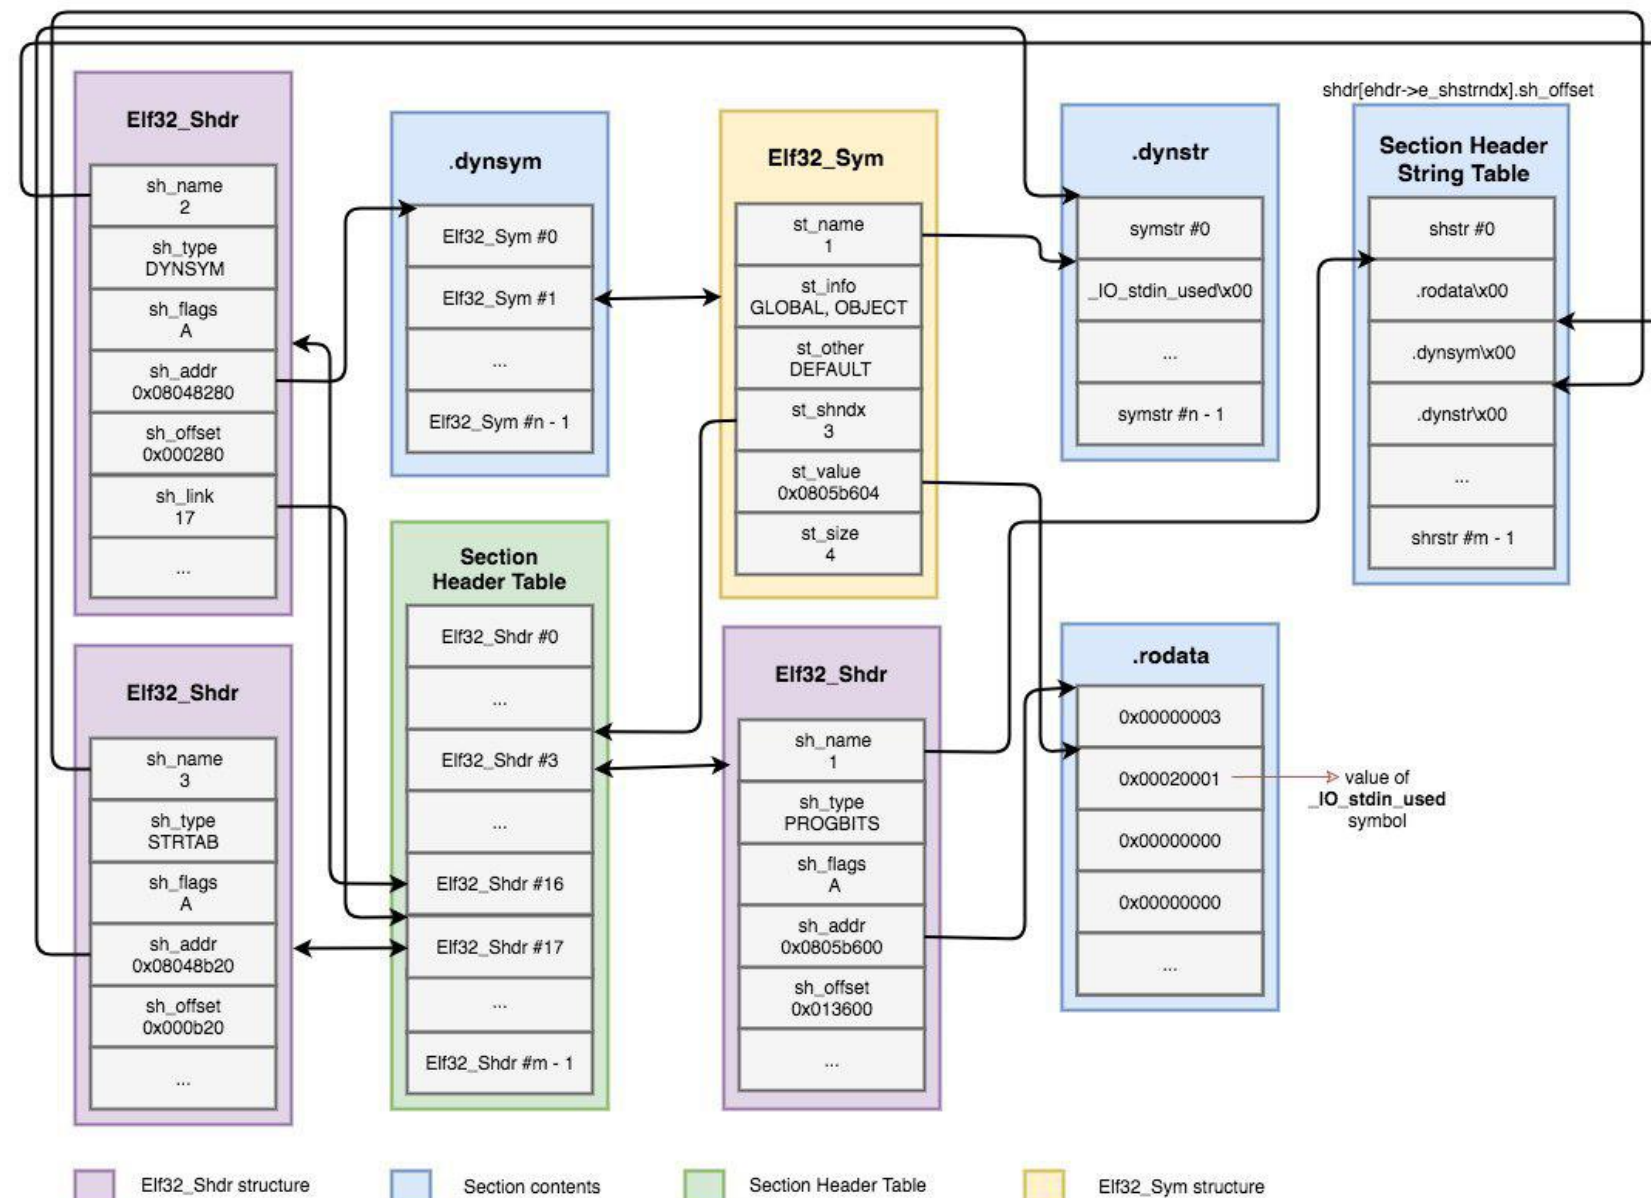 shdr[ehdr->e_shstrndx].sh_offset
Elf32_Shdr
sh_name
2
sh_type
DYNSYM
sh_flags
A
sh_addr
0x08048280
sh_offset
0x000280
sh_link
17
...
.dynsym
Elf32_Sym #0
Elf32_Sym #1
...
Elf32_Sym #n - 1
Elf32_Sym
st_name
1
st_info
GLOBAL, OBJECT
st_other
DEFAULT
st_shndx
3
st_value
0x0805b604
st_size
4
.dynstr
symstr #0
_IO_stdin_used\x00
...
symstr #n - 1
Section Header
String Table
shstr #0
.rodata\x00
.dynsym\x00
.dynstr\x00
...
shrstr #m - 1
Elf32_Shdr
sh_name
3
sh_type
STRTAB
sh_flags
A
sh_addr
0x08048b20
sh_offset
0x000b20
...
Section
Header Table
Elf32_Shdr #0
...
Elf32_Shdr #3
...
Elf32_Shdr #16
Elf32_Shdr #17
...
Elf32_Shdr #m - 1
Elf32_Shdr
sh_name
1
sh_type
PROGBITS
sh_flags
A
sh_addr
0x0805b600
sh_offset
0x013600
...
.rodata
0x00000003
0x00020001
0x00000000
0x00000000
...
value of
_IO_stdin_used
symbol
Elf32_Shdr structure
Section contents
Section Header Table
Elf32_Sym structure